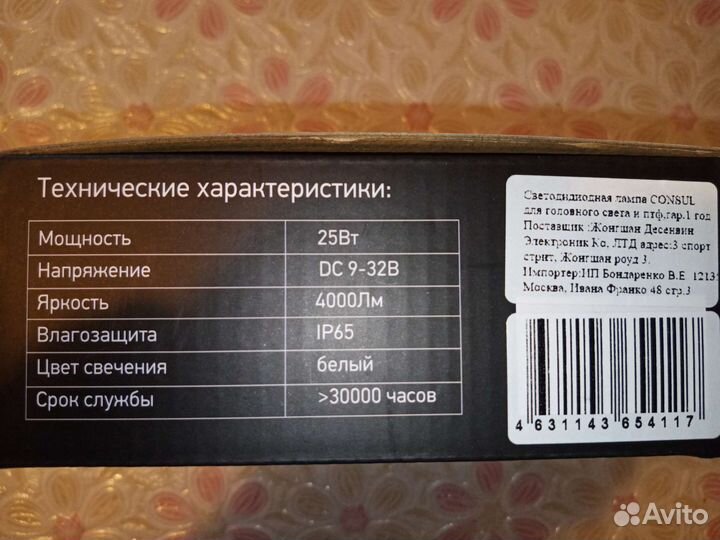 Технические характеристики:
Мощность 25Вт
Напряжение DC 9-32В
Яркость 4000Лм
Влагозащита IP65
Цвет свечения белый
Срок службы >30000 часов
Светодидиодная лампа CONSUL
для головного света и птф,гар.1 год
Поставщик :Жонгшан Десенвин
Электроник Ко. ЛТД адрес:3 спорт
стрит, Жонгшан роуд 3.
Импортер:ИП Бондаренко В.Е 1213
Москва, Ивана Франко 48 стр.3
4 631143 654117
Avito